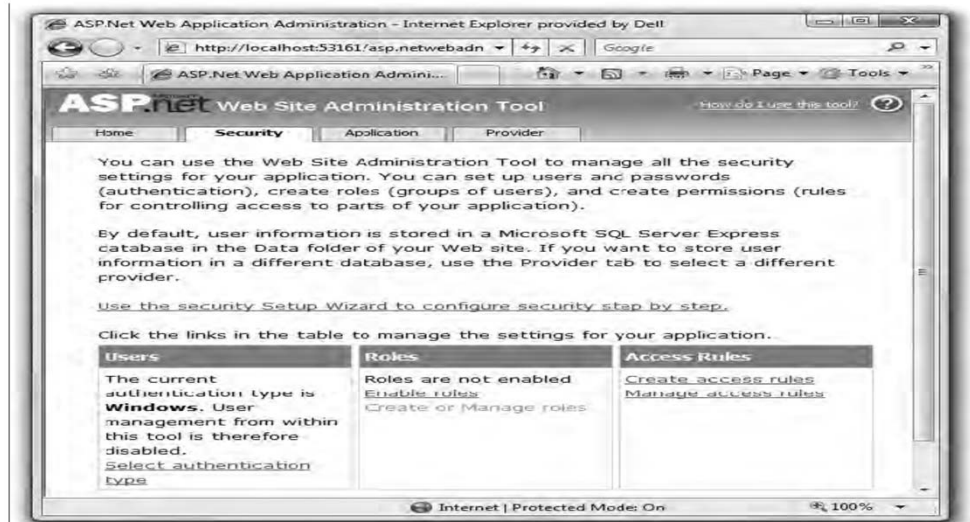 ASP.Net Web Application Administration - Internet Explorer provided by Dell
http://localhost:53161/asp.netwebadn
Google
ASP.Net Web Application Admini...
Page
Tools
ASP.net Web Site Administration Tool
How do I use this tool?
Home
Security
Application
Provider
You can use the Web Site Administration Tool to manage all the security
settings for your application. You can set up users and passwords
(authentication), create roles (groups of users), and create permissions (rules
for controlling access to parts of your application).
By default, user information is stored in a Microsoft SQL Server Express
catabase in the Data folder of your Web site. If you want to store user
information in a different database, use the Provider tab to select a different
provider.
Use the security Setup Wizard to configure security step by step.
Click the links in the table to manage the settings for your application.
Users
The current
authentication type is
Windows. User
management from within
this tool is therefore
disabled.
Select authentication
type
Roles
Roles are not enabled
Enable roles
Create or Manage roles
Access Rules
Create access rules
Manage access rules
Internet | Protected Mode: On
100%